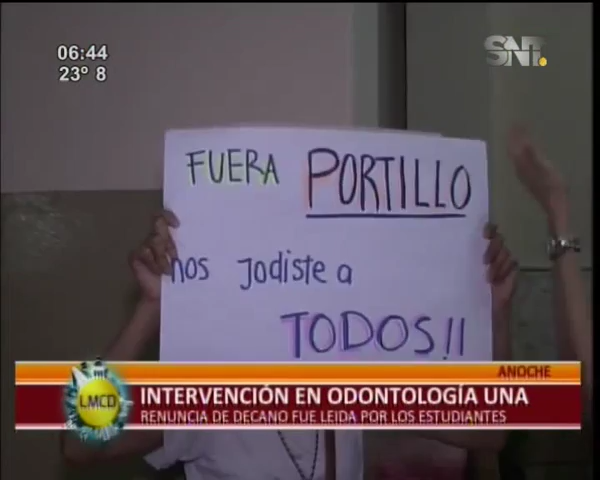 06:44
23° 8
SNT.
FUERA PORTILLO
nos Jodiste a
TODOS!!
ANOCHE
LMCD
INTERVENCIÓN EN ODONTOLOGÍA UNA
RENUNCIA DE DECANO FUE LEIDA POR LOS ESTUDIANTES